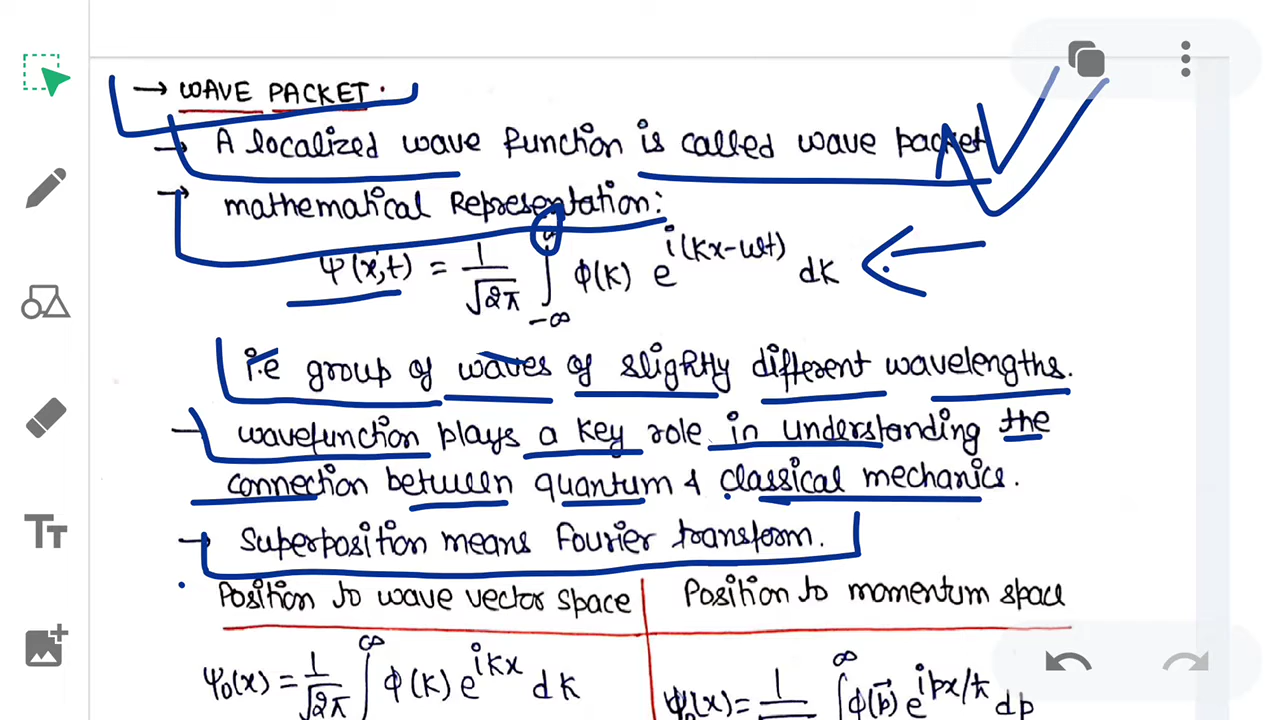 → WAVE PACKET.
→ A localized wave function is called wave packet
→ mathematical Representation:
Ψ(x,t) = 1/√2π ∫_{-∞}^{∞} ϕ(k) e^{i(kx-ωt)} dk
i.e group of waves of slightly different wavelengths.
→ wavefunction plays a key role in understanding the
connection between quantum & classical mechanics.
→ Superposition means Fourier transform.
Position to wave vector space
Position to momentum space
Ψ₀(x) = 1/√2π ∫^{∞} ϕ(k) e^{ikx} dk
Ψ₀(x) = 1 ∫^{∞} ϕ(p⃗) e^{ipx/ħ} dp
TT